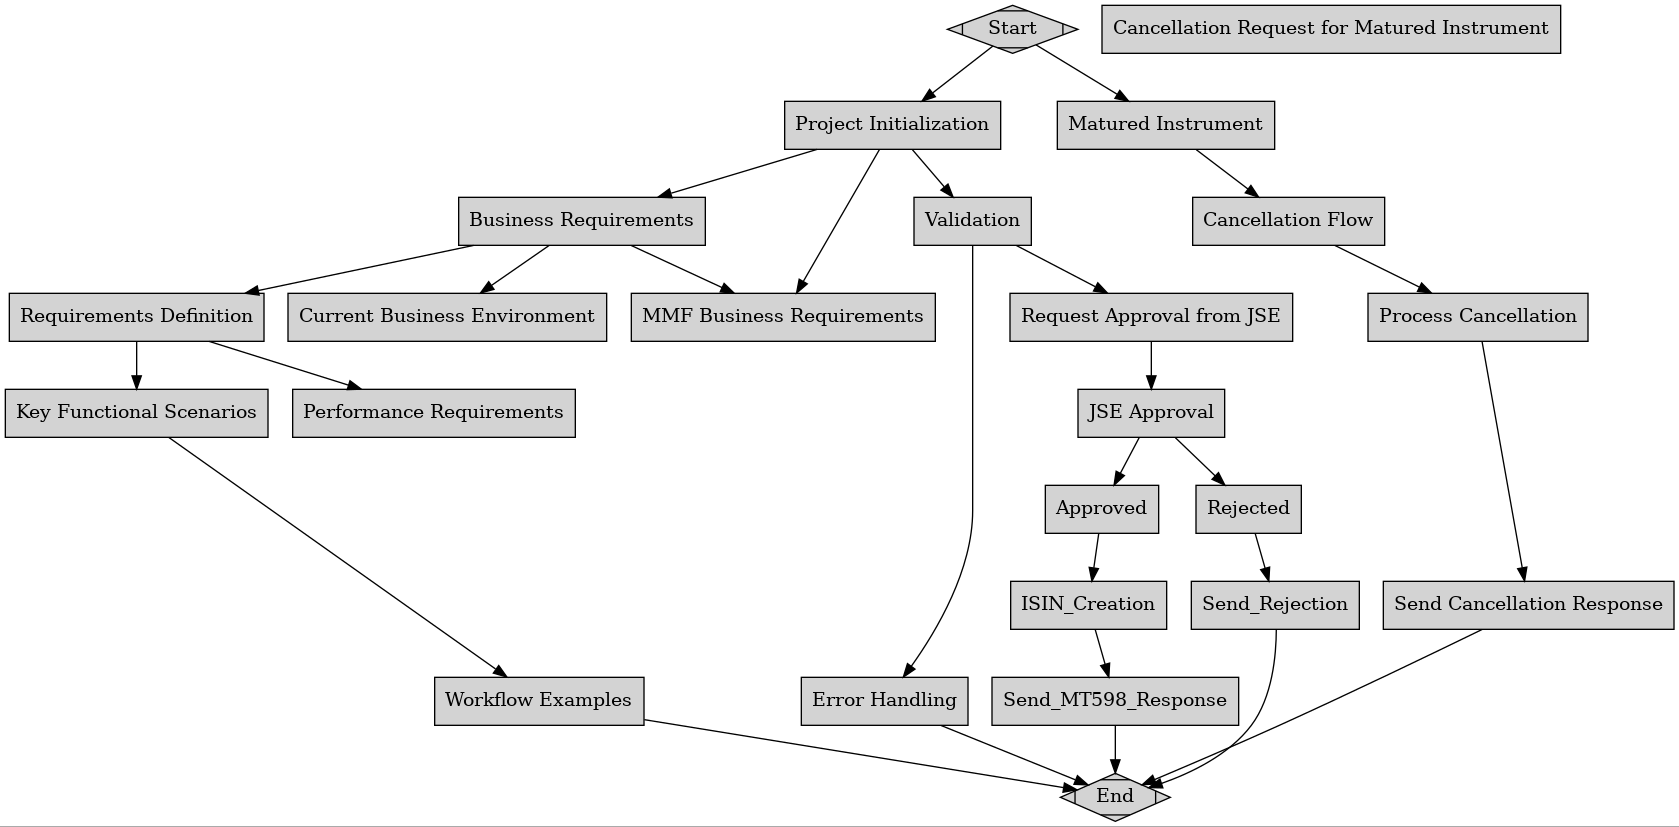 Start
Cancellation Request for Matured Instrument
Project Initialization
Matured Instrument
Business Requirements
Validation
Cancellation Flow
Requirements Definition
Current Business Environment
MMF Business Requirements
Request Approval from JSE
Process Cancellation
Key Functional Scenarios
Performance Requirements
JSE Approval
Approved
Rejected
ISIN_Creation
Send_Rejection
Send Cancellation Response
Workflow Examples
Error Handling
Send_MT598_Response
End